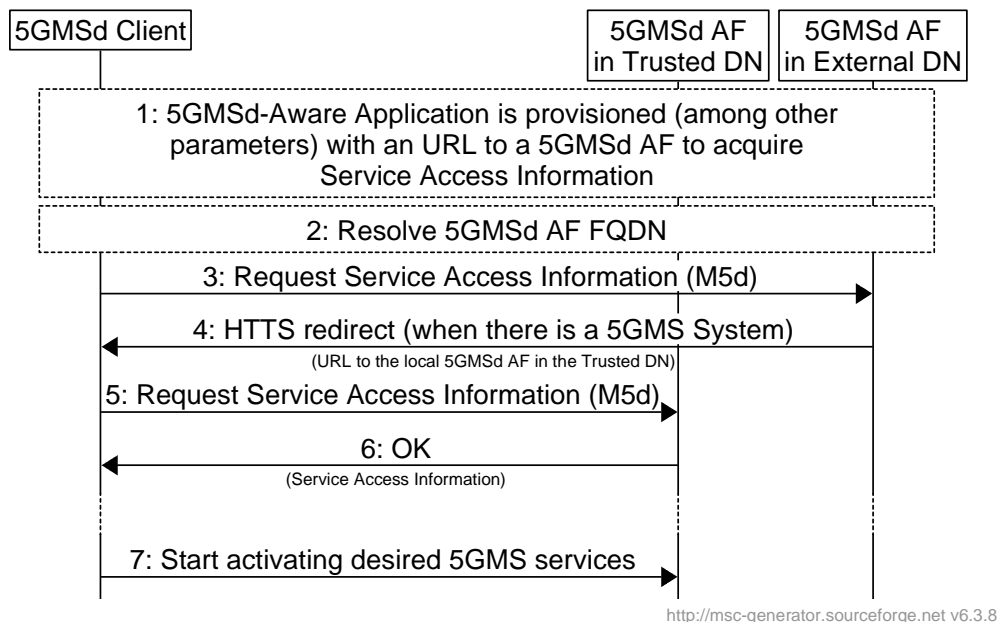 5GMSd Client
5GMSd AF
in Trusted DN
5GMSd AF
in External DN
1: 5GMSd-Aware Application is provisioned (among other
parameters) with an URL to a 5GMSd AF to acquire
Service Access Information
2: Resolve 5GMSd AF FQDN
3: Request Service Access Information (M5d)
4: HTTS redirect (when there is a 5GMS System)
(URL to the local 5GMSd AF in the Trusted DN)
5: Request Service Access Information (M5d)
6: OK
(Service Access Information)
7: Start activating desired 5GMS services
http://msc-generator.sourceforge.net v6.3.8